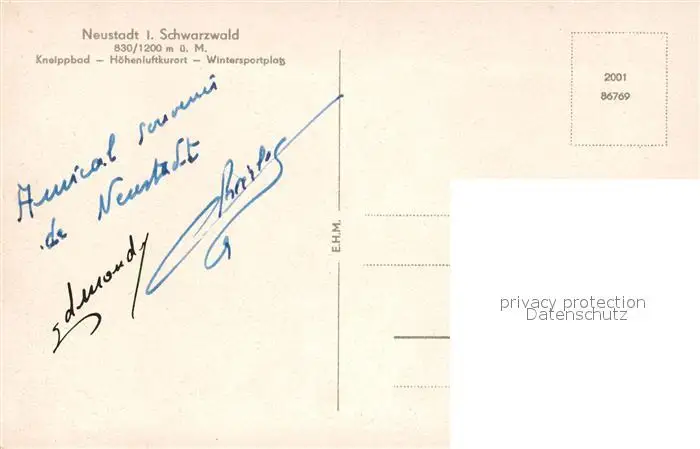 Neustadt i. Schwarzwald
830/1200 m ü. M.
Kneippbad — Höhenluftkurort — Wintersportplatz
2001
86769
Amical souvenir
de Neustadt
Edmond
E.H.M.
privacy protection
Datenschutz